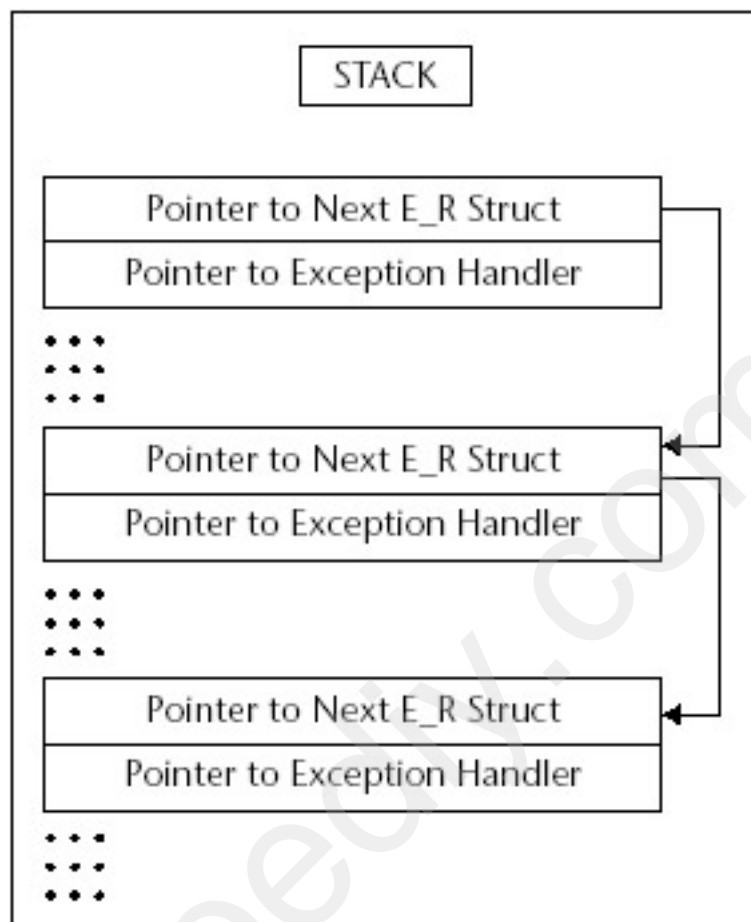 STACK
Pointer to Next E_R Struct
Pointer to Exception Handler
Pointer to Next E_R Struct
Pointer to Exception Handler
Pointer to Next E_R Struct
Pointer to Exception Handler